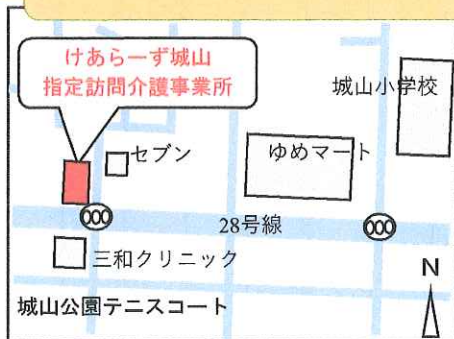 けあらーず城山
指定訪問介護事業所
城山小学校
セブン
ゆめマート
28号線
三和クリニック
N
城山公園テニスコート